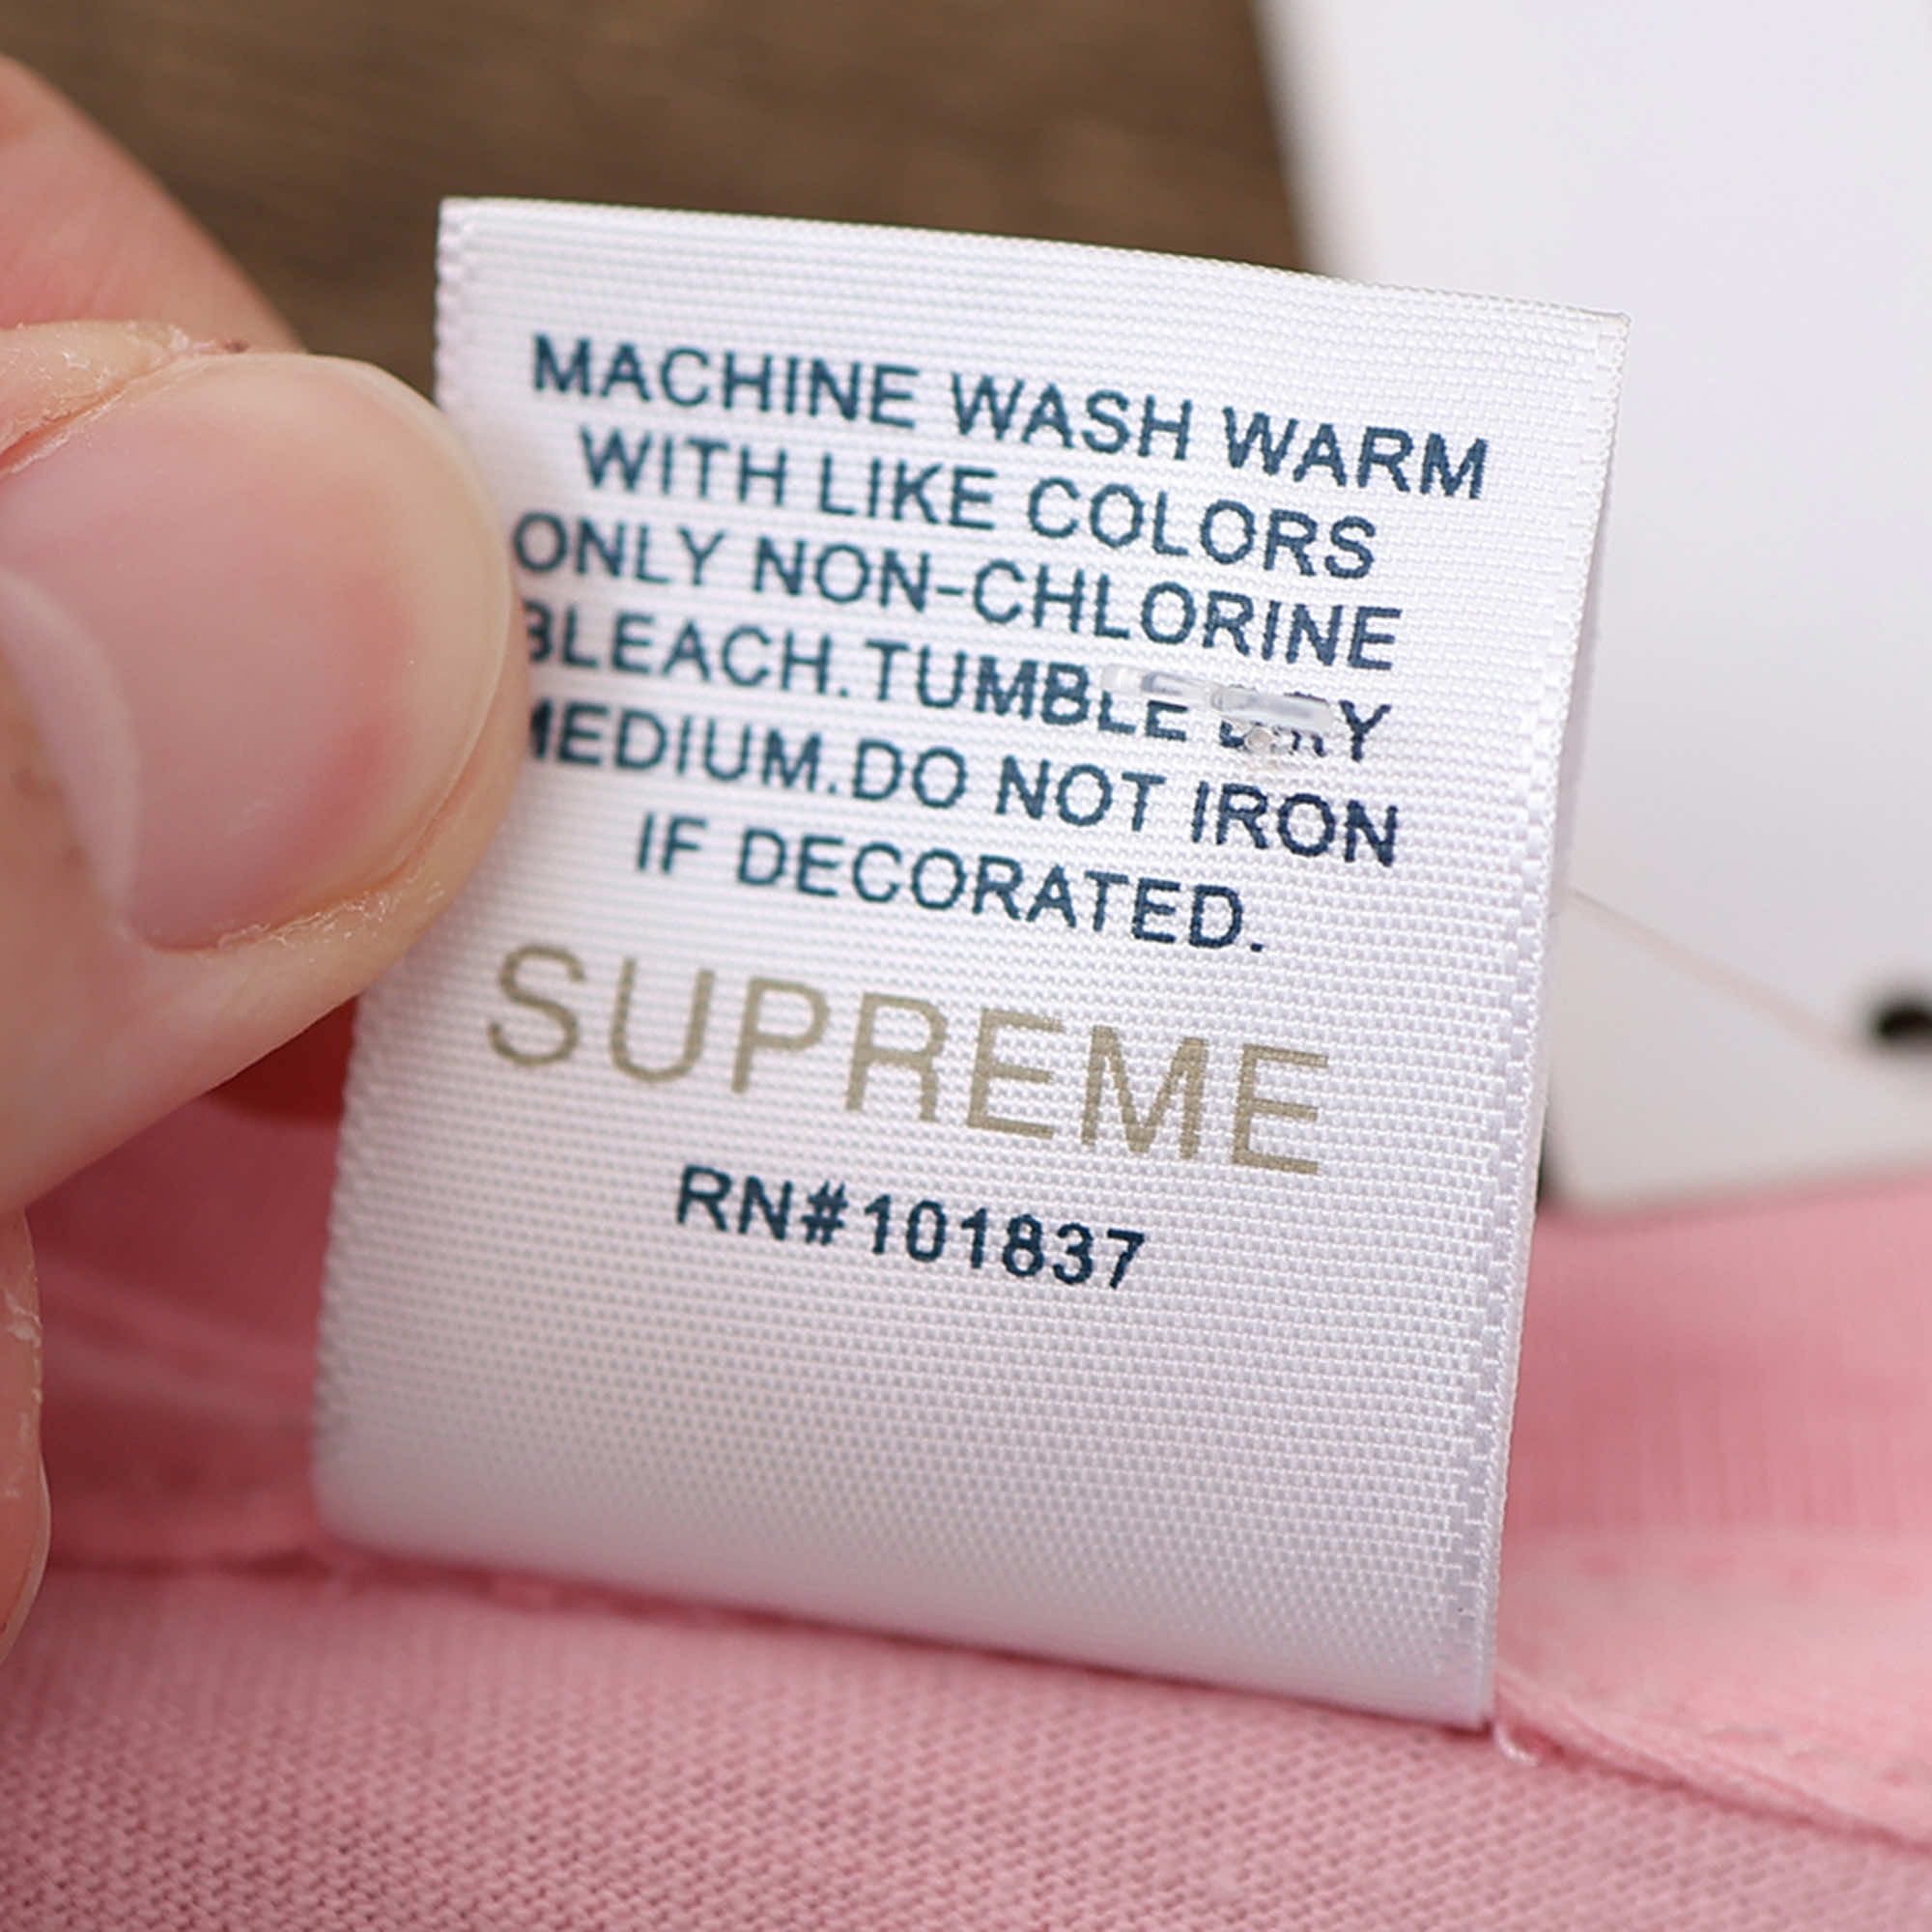 MACHINE WASH WARM
WITH LIKE COLORS
ONLY NON-CHLORINE
BLEACH.TUMBLE DRY
MEDIUM.DO NOT IRON
IF DECORATED.
SUPREME
RN#101837